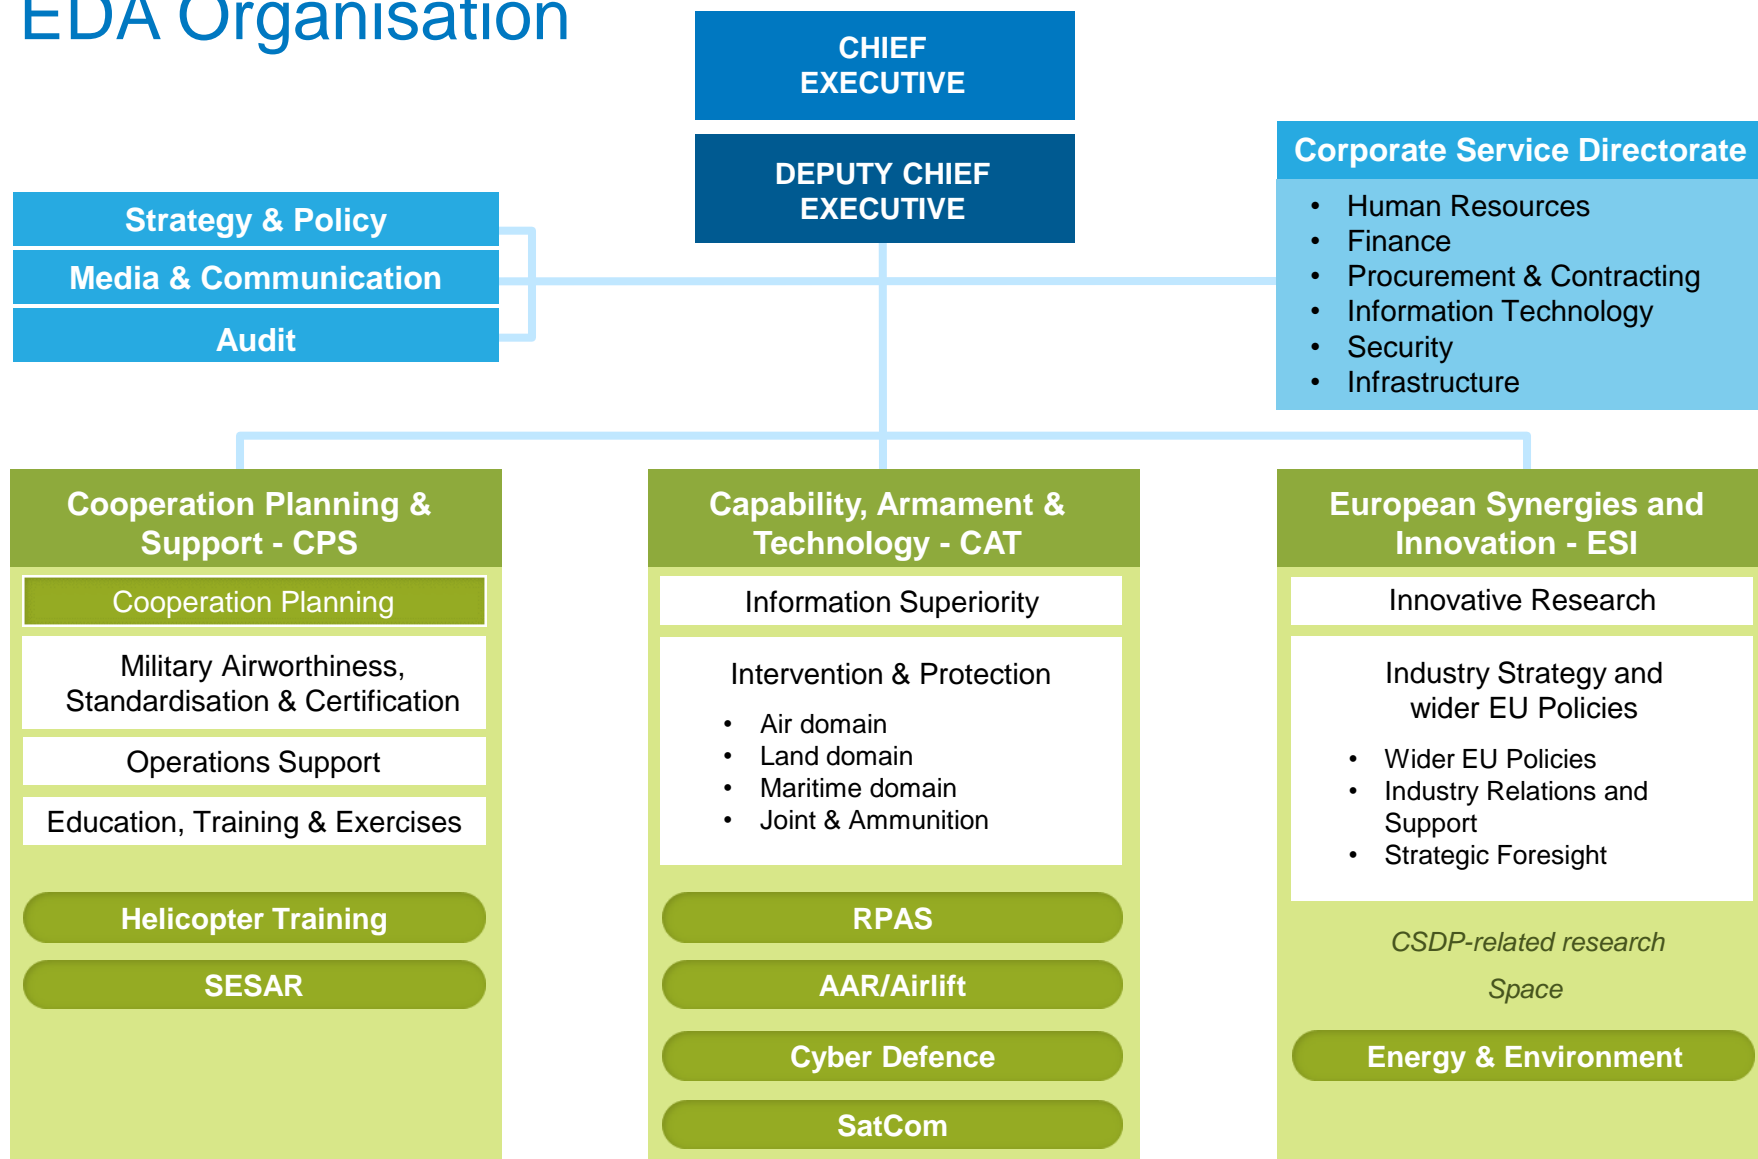 EDA Organisation
CHIEF
EXECUTIVE
DEPUTY CHIEF
EXECUTIVE
Strategy & Policy
Media & Communication
Audit
Corporate Service Directorate
• Human Resources
• Finance
• Procurement & Contracting
• Information Technology
• Security
• Infrastructure
Cooperation Planning &
Support - CPS
Cooperation Planning
Military Airworthiness,
Standardisation & Certification
Operations Support
Education, Training & Exercises
Helicopter Training
SESAR
Capability, Armament &
Technology - CAT
Information Superiority
Intervention & Protection
• Air domain
• Land domain
• Maritime domain
• Joint & Ammunition
RPAS
AAR/Airlift
Cyber Defence
SatCom
European Synergies and
Innovation - ESI
Innovative Research
Industry Strategy and
wider EU Policies
• Wider EU Policies
• Industry Relations and
Support
• Strategic Foresight
CSDP-related research
Space
Energy & Environment